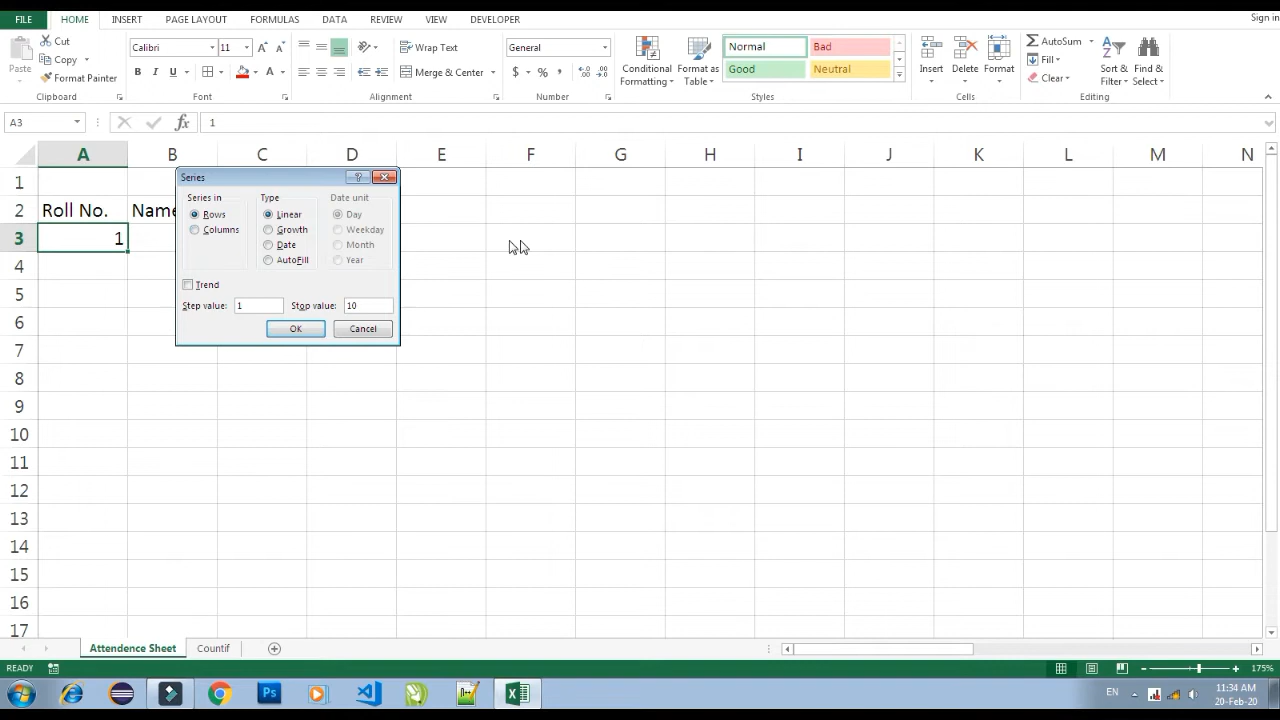 Sign in
FILE HOME INSERT PAGE LAYOUT FORMULAS DATA REVIEW VIEW DEVELOPER
Paste
Cut
Copy
Format Painter
Clipboard
Calibri 11
B I U
Font
Wrap Text
Merge & Center
Alignment
General
$ %
Number
Conditional Formatting
Format as Table
Normal Bad
Good Neutral
Styles
Insert Delete Format
Cells
AutoSum
Fill
Clear
Sort & Filter
Find & Select
Editing
A3 fx 1
A B C D E F G H I J K L M N
1
2 Roll No. Name
3 1
4
5
6
7
8
9
10
11
12
13
14
15
16
17
Series
Series in Type Date unit
Rows Linear Day
Columns Growth Weekday
Date Month
AutoFill Year
Trend
Step value: 1 Stop value: 10
OK Cancel
Attendence Sheet Countif
READY 175%
Ps EN 11:34 AM
20-Feb-20